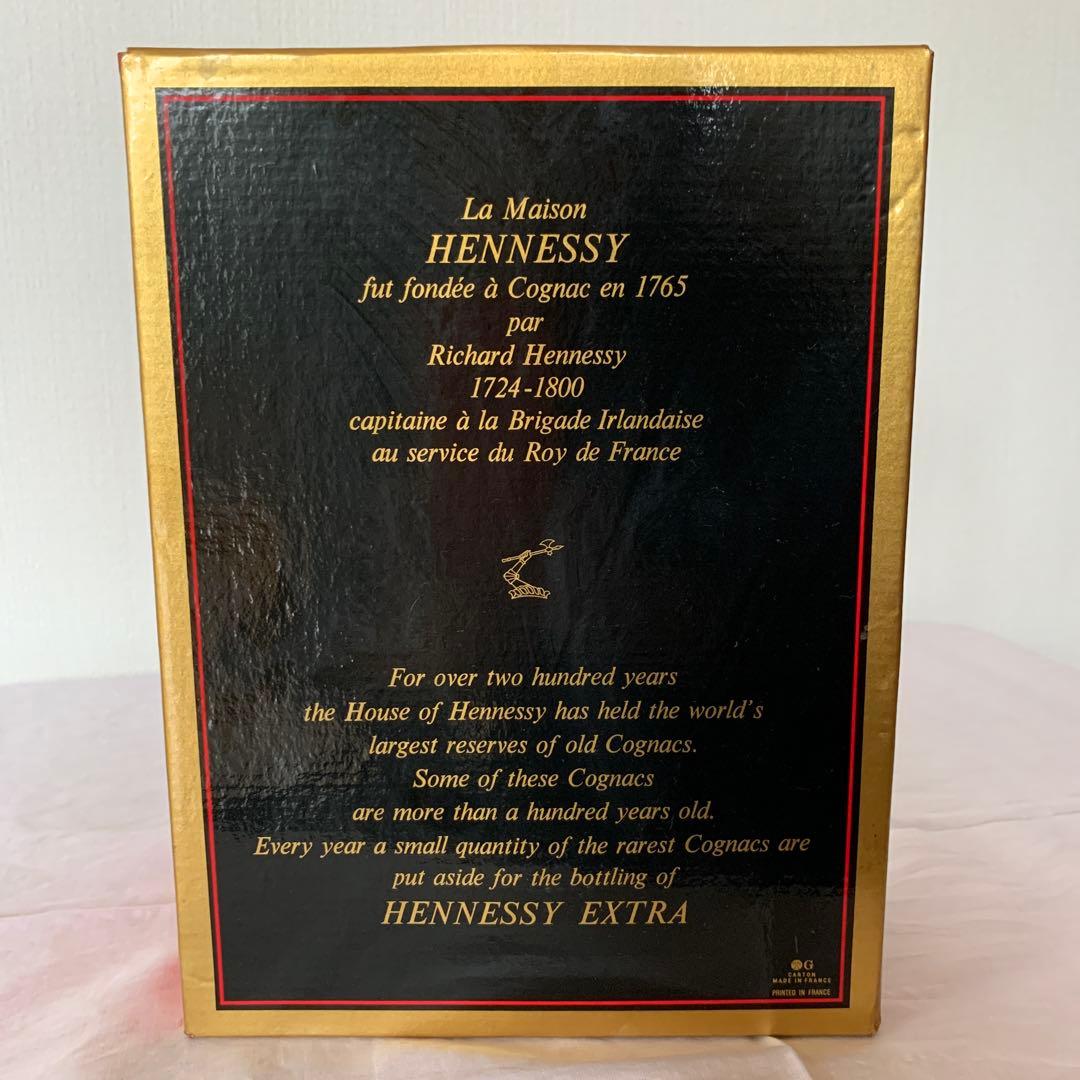 La Maison
HENNESSY
fut fondée à Cognac en 1765
par
Richard Hennessy
1724-1800
capitaine à la Brigade Irlandaise
au service du Roy de France
For over two hundred years
the House of Hennessy has held the world's
largest reserves of old Cognacs.
Some of these Cognacs
are more than a hundred years old.
Every year a small quantity of the rarest Cognacs are
put aside for the bottling of
HENNESSY EXTRA
G
CARTON
MADE IN FRANCE
PRINTED IN FRANCE